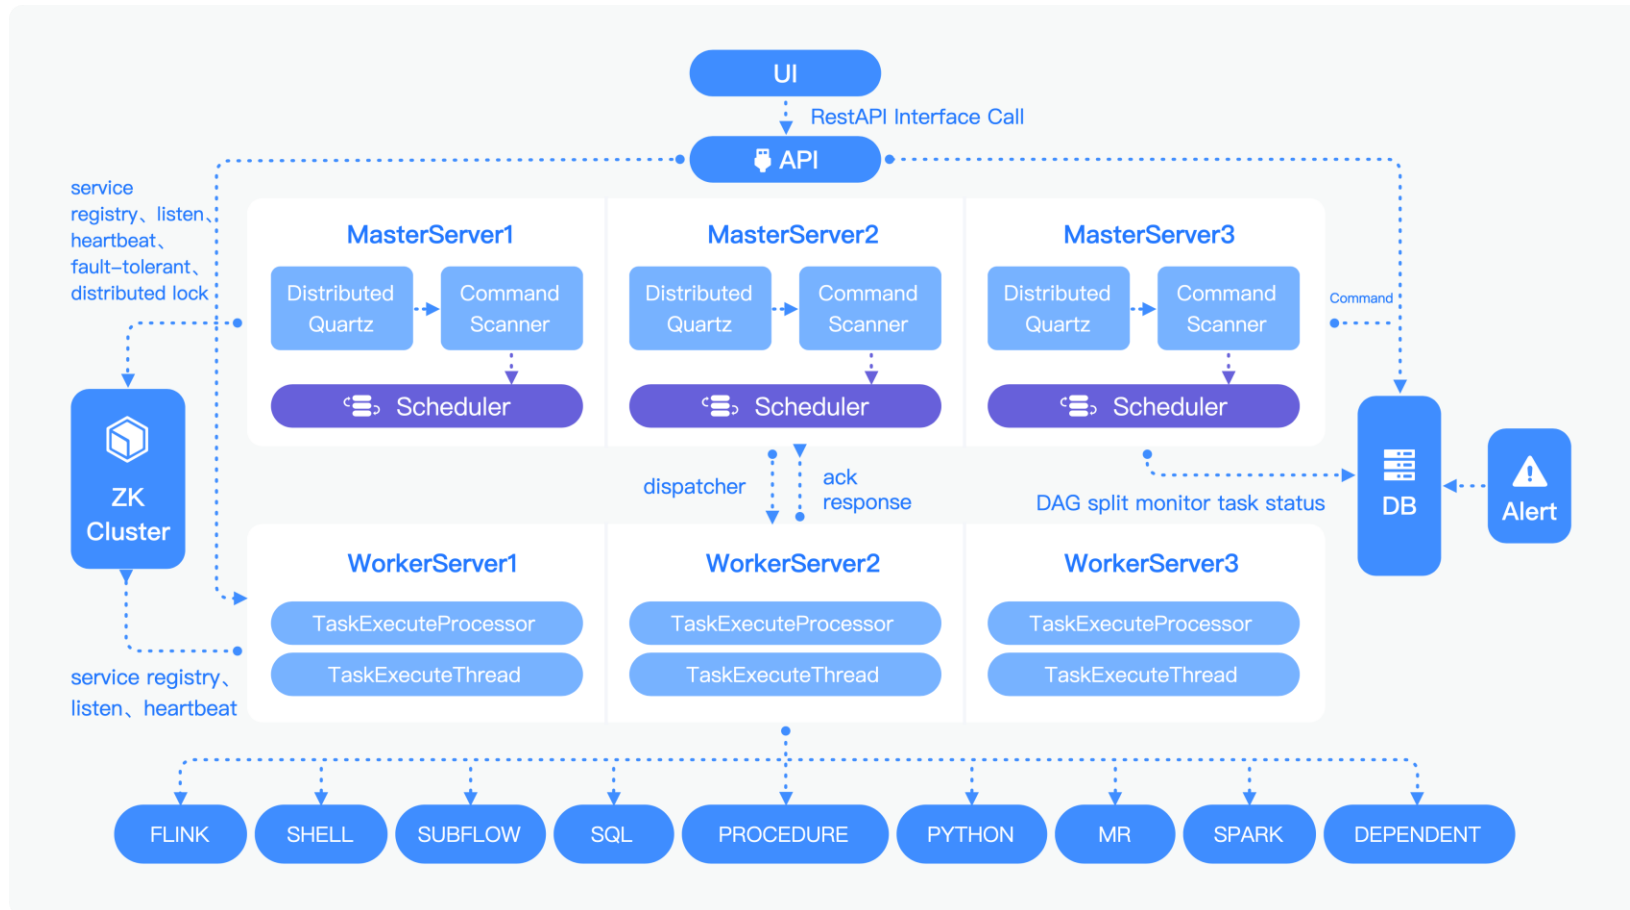 UI
RestAPI Interface Call
API
service
registry、listen、
heartbeat、
fault-tolerant、
distributed lock
MasterServer1
Distributed
Quartz
Command
Scanner
Scheduler
MasterServer2
Distributed
Quartz
Command
Scanner
Scheduler
MasterServer3
Distributed
Quartz
Command
Scanner
Scheduler
Command
ZK
Cluster
dispatcher
ack
response
DAG split monitor task status
DB
Alert
WorkerServer1
TaskExecuteProcessor
TaskExecuteThread
WorkerServer2
TaskExecuteProcessor
TaskExecuteThread
WorkerServer3
TaskExecuteProcessor
TaskExecuteThread
service registry、
listen、heartbeat
FLINK
SHELL
SUBFLOW
SQL
PROCEDURE
PYTHON
MR
SPARK
DEPENDENT